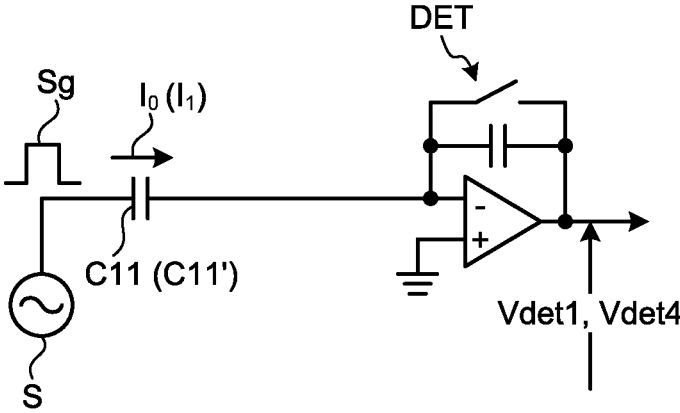 DET
Sg
I₀ (I₁)
-
+
C11 (C11')
Vdet1, Vdet4
S